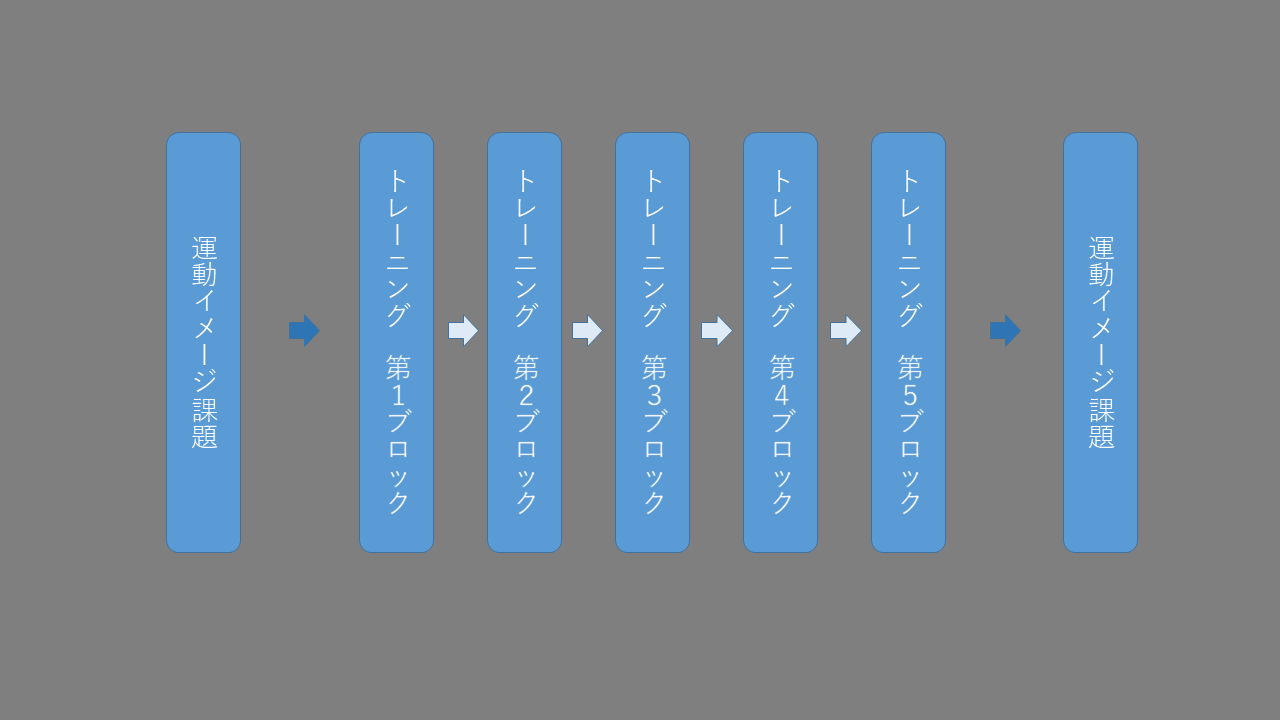 運動イメージ課題
トレーニング　第１ブロック
トレーニング　第２ブロック
トレーニング　第３ブロック
トレーニング　第４ブロック
トレーニング　第５ブロック
運動イメージ課題